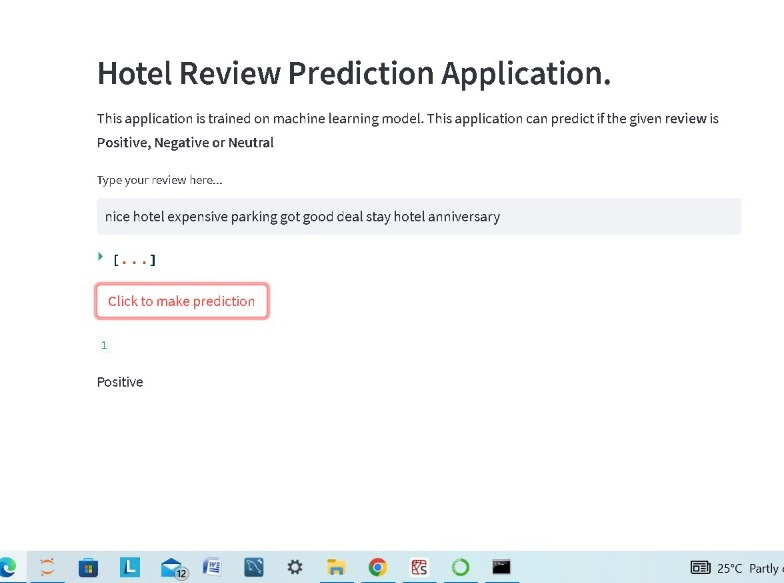 Hotel Review Prediction Application.
This application is trained on machine learning model. This application can predict if the given review is
Positive, Negative or Neutral
Type your review here...
nice hotel expensive parking got good deal stay hotel anniversary
[...]
Click to make prediction
1
Positive
L 12 W 25°C Partly